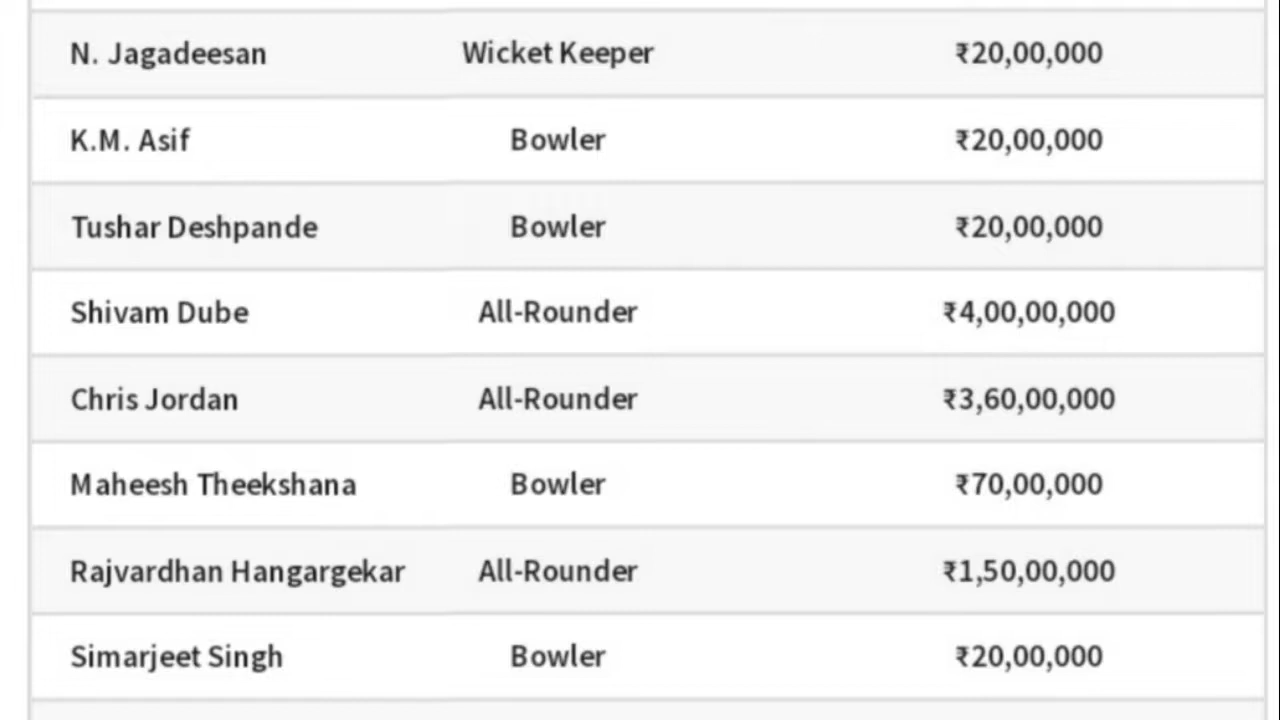 N. Jagadeesan Wicket Keeper ₹20,00,000
K.M. Asif Bowler ₹20,00,000
Tushar Deshpande Bowler ₹20,00,000
Shivam Dube All-Rounder ₹4,00,00,000
Chris Jordan All-Rounder ₹3,60,00,000
Maheesh Theekshana Bowler ₹70,00,000
Rajvardhan Hangargekar All-Rounder ₹1,50,00,000
Simarjeet Singh Bowler ₹20,00,000